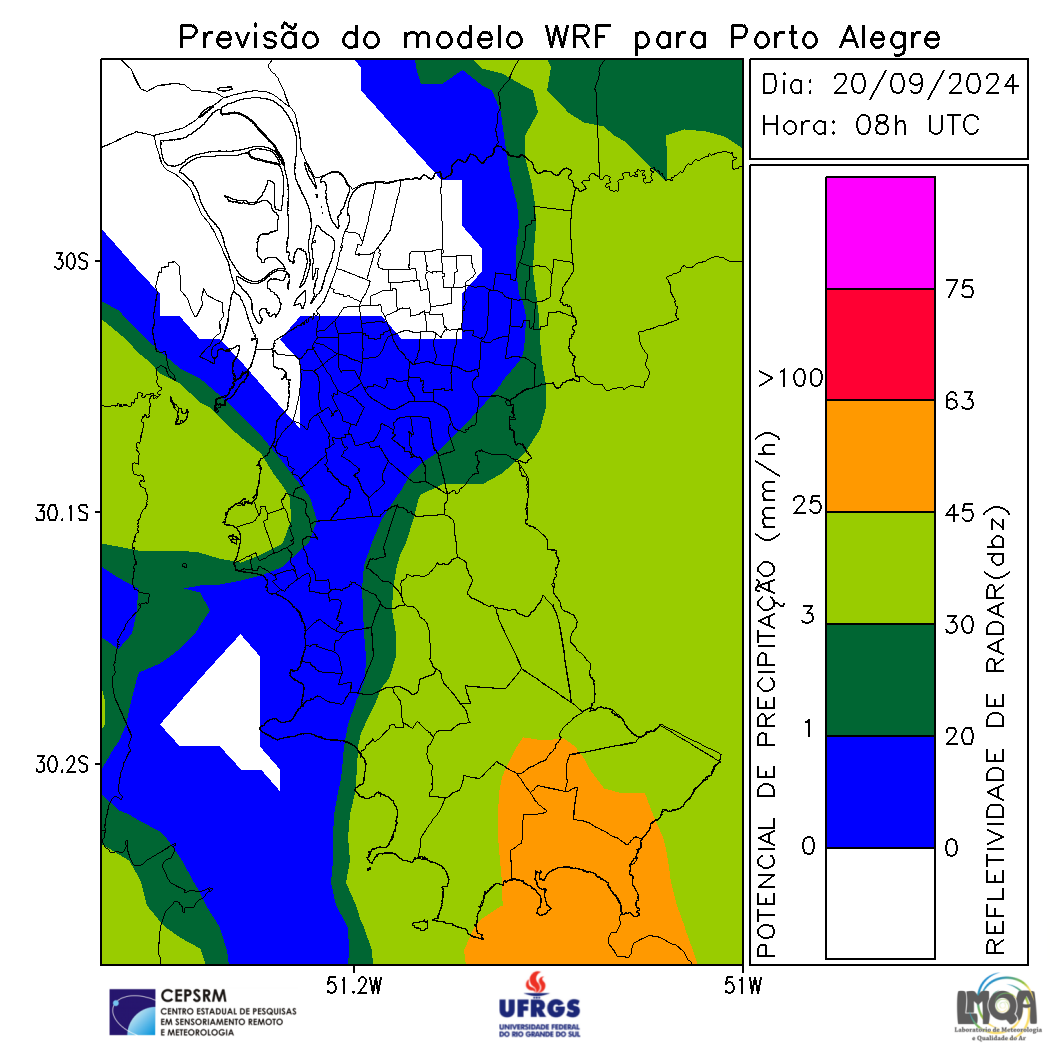 Previsão do modelo WRF para Porto Alegre
Dia: 20/09/2024
Hora: 08h UTC
30S
30.1S
30.2S
51.2W
51W
POTENCIAL DE PRECIPITAÇÃO (mm/h)
>100
25
3
1
0
75
63
45
30
20
0
REFLETIVIDADE DE RADAR(dbz)
CEPSRM
CENTRO ESTADUAL DE PESQUISAS
EM SENSORIAMENTO REMOTO
E METEOROLOGIA
UFRGS
UNIVERSIDADE FEDERAL
DO RIO GRANDE DO SUL
LMQA
Laboratório de Meteorologia
e Qualidade do Ar